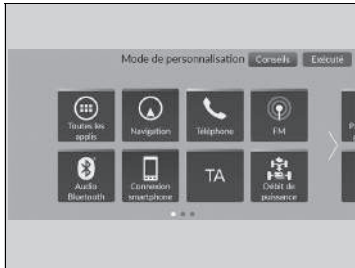 Mode de personnalisation Conseils Exécuté
Toutes les
applis
Navigation
Téléphone
FM
Audio
Bluetooth
Connexion
smartphone
TA
Débit de
puissance